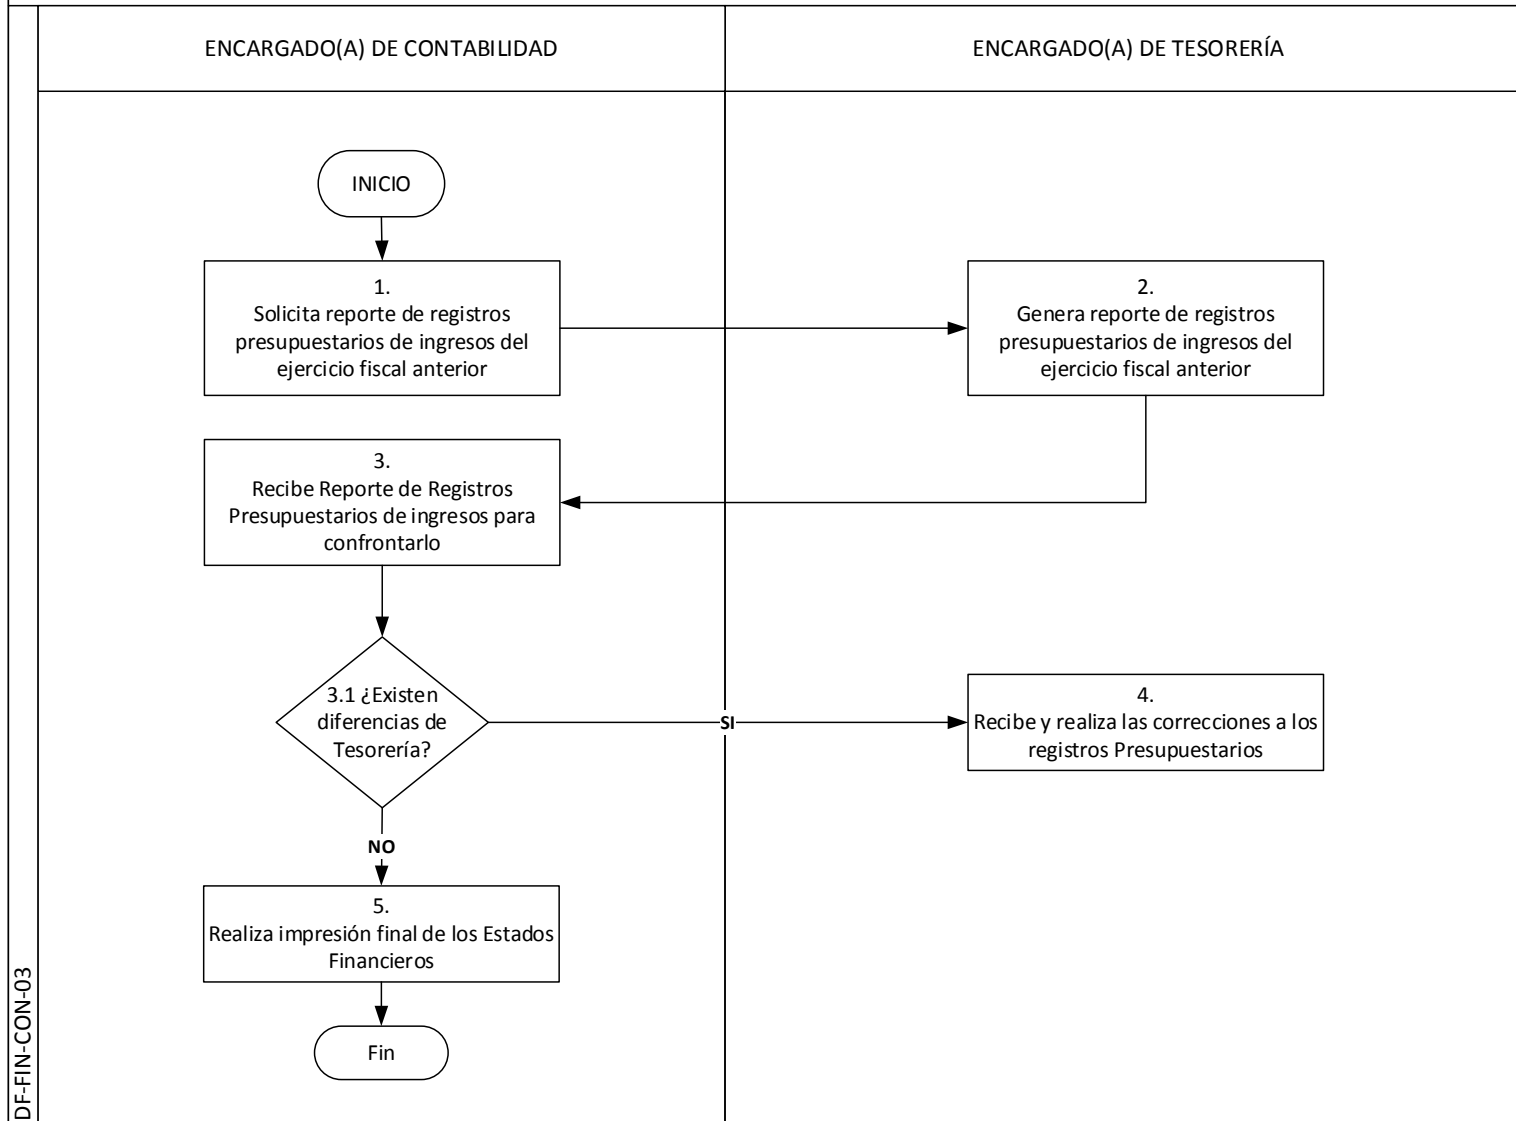 ENCARGADO(A) DE CONTABILIDAD
ENCARGADO(A) DE TESORERÍA
INICIO
1.
Solicita reporte de registros
presupuestarios de ingresos del
ejercicio fiscal anterior
2.
Genera reporte de registros
presupuestarios de ingresos del
ejercicio fiscal anterior
3.
Recibe Reporte de Registros
Presupuestarios de ingresos para
confrontarlo
3.1 ¿Existen
diferencias de
Tesorería?
SI
4.
Recibe y realiza las correcciones a los
registros Presupuestarios
NO
5.
Realiza impresión final de los Estados
Financieros
Fin
DF-FIN-CON-03